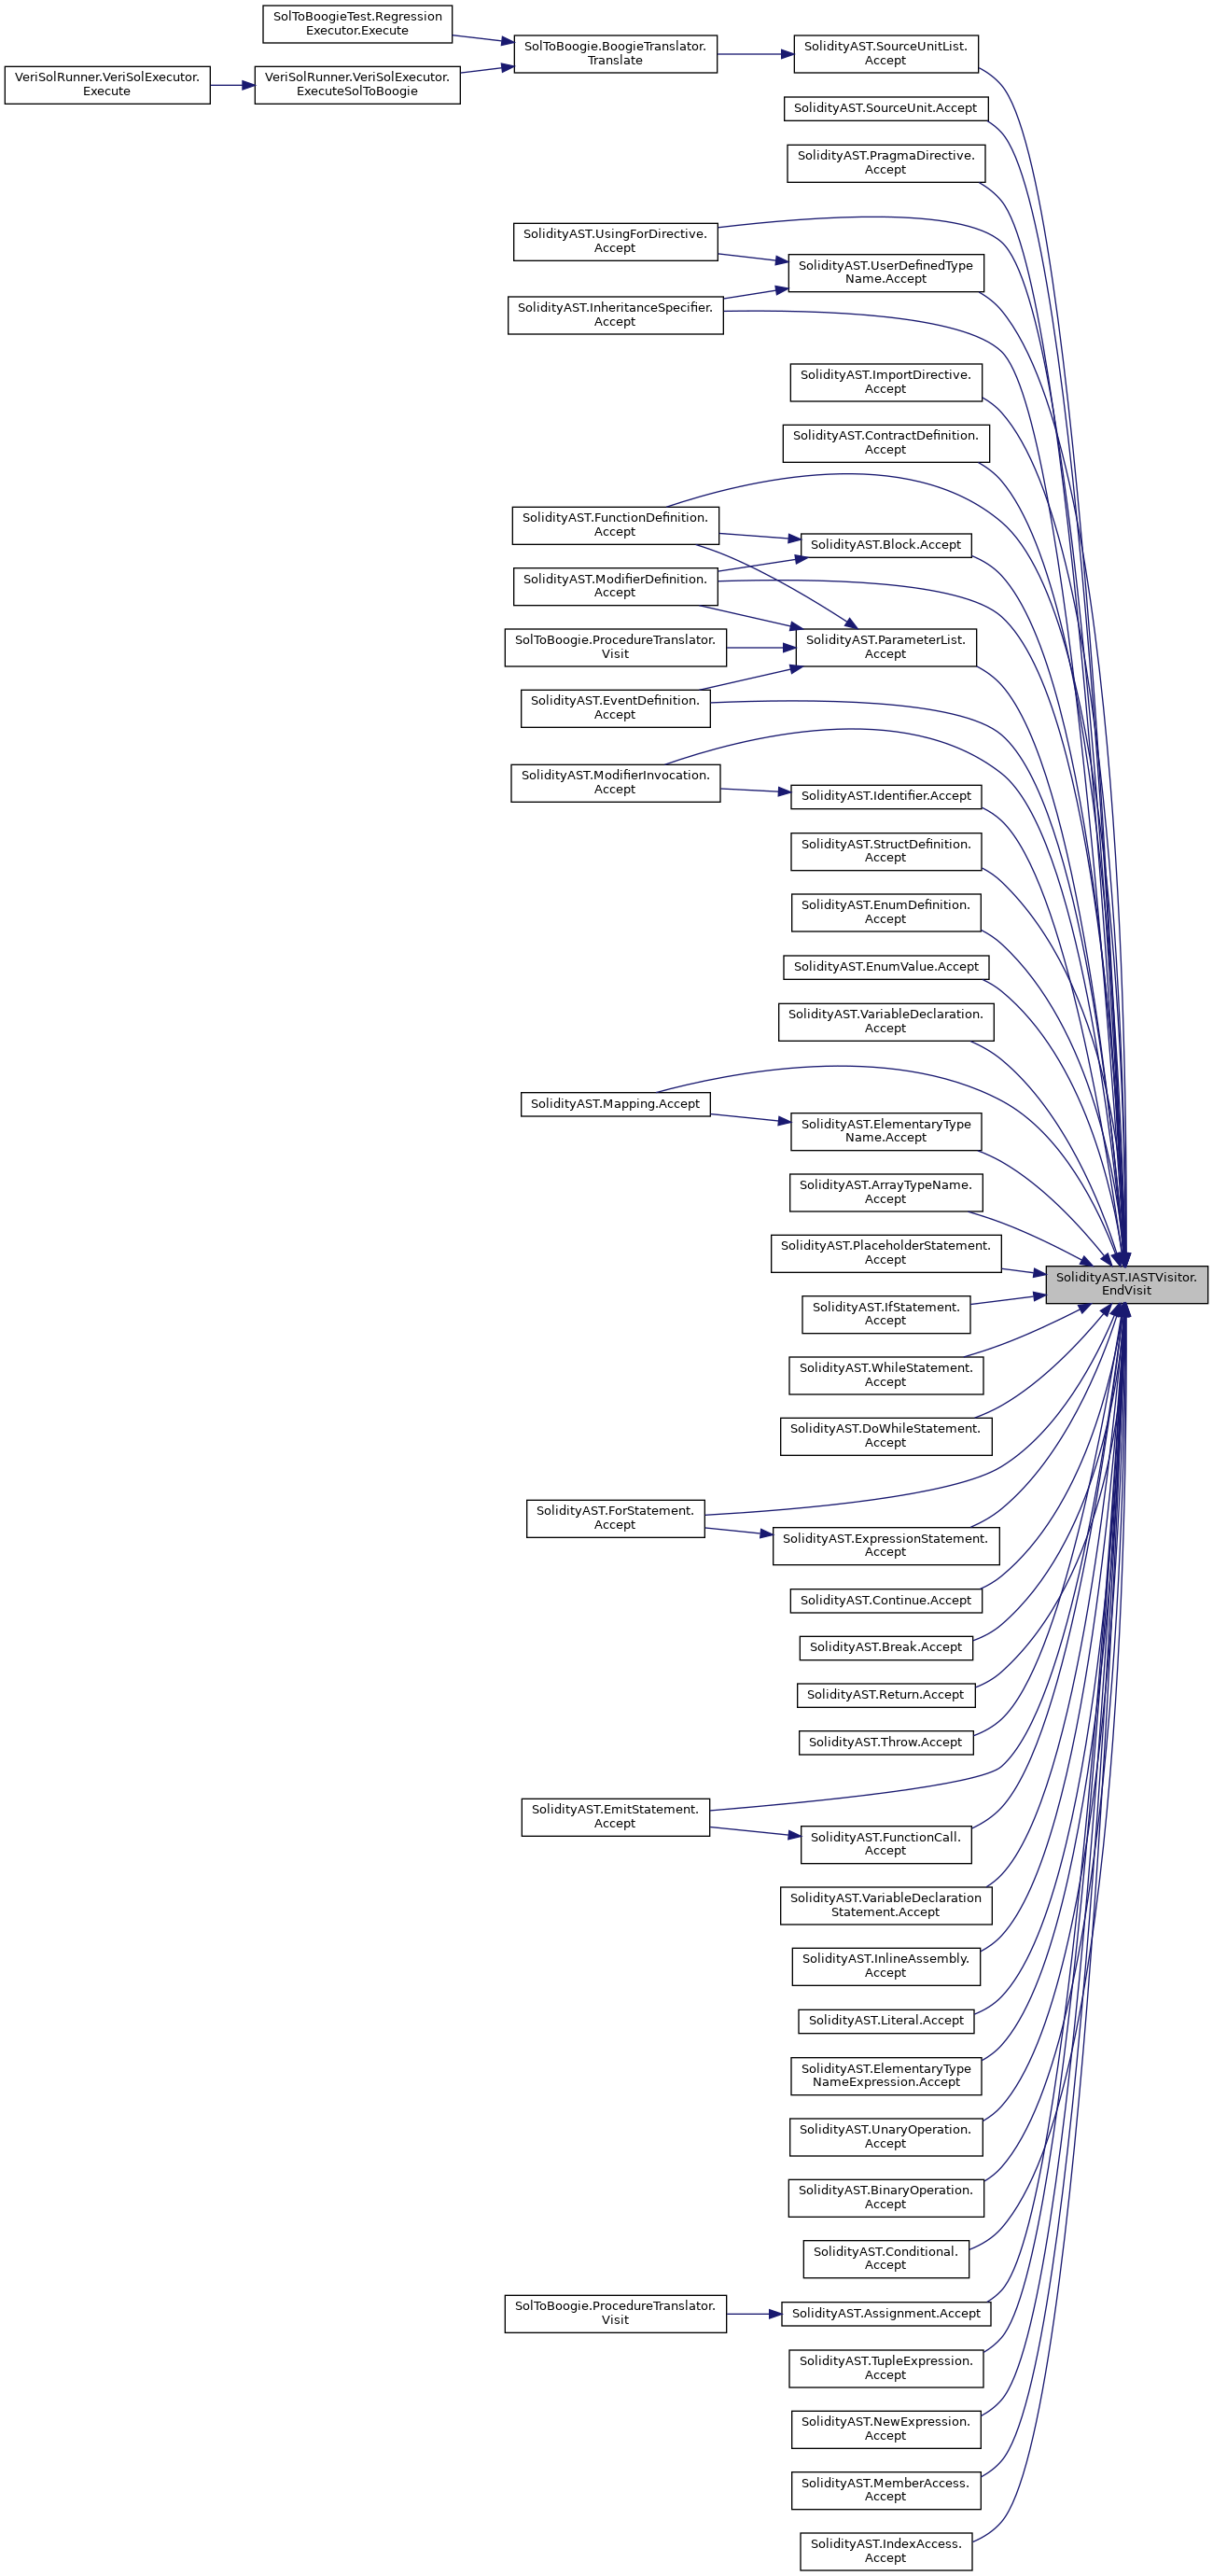 SolToBoogieTest.Regression
Executor.Execute
VeriSolRunner.VeriSolExecutor.
Execute
VeriSolRunner.VeriSolExecutor.
ExecuteSolToBoogie
SolToBoogie.BoogieTranslator.
Translate
SolidityAST.SourceUnitList.
Accept
SolidityAST.SourceUnit.Accept
SolidityAST.PragmaDirective.
Accept
SolidityAST.UsingForDirective.
Accept
SolidityAST.UserDefinedType
Name.Accept
SolidityAST.InheritanceSpecifier.
Accept
SolidityAST.ImportDirective.
Accept
SolidityAST.ContractDefinition.
Accept
SolidityAST.FunctionDefinition.
Accept
SolidityAST.Block.Accept
SolidityAST.ModifierDefinition.
Accept
SolToBoogie.ProcedureTranslator.
Visit
SolidityAST.ParameterList.
Accept
SolidityAST.EventDefinition.
Accept
SolidityAST.ModifierInvocation.
Accept
SolidityAST.Identifier.Accept
SolidityAST.StructDefinition.
Accept
SolidityAST.EnumDefinition.
Accept
SolidityAST.EnumValue.Accept
SolidityAST.VariableDeclaration.
Accept
SolidityAST.Mapping.Accept
SolidityAST.ElementaryType
Name.Accept
SolidityAST.ArrayTypeName.
Accept
SolidityAST.PlaceholderStatement.
Accept
SolidityAST.IASTVisitor.
EndVisit
SolidityAST.IfStatement.
Accept
SolidityAST.WhileStatement.
Accept
SolidityAST.DoWhileStatement.
Accept
SolidityAST.ForStatement.
Accept
SolidityAST.ExpressionStatement.
Accept
SolidityAST.Continue.Accept
SolidityAST.Break.Accept
SolidityAST.Return.Accept
SolidityAST.Throw.Accept
SolidityAST.EmitStatement.
Accept
SolidityAST.FunctionCall.
Accept
SolidityAST.VariableDeclaration
Statement.Accept
SolidityAST.InlineAssembly.
Accept
SolidityAST.Literal.Accept
SolidityAST.ElementaryType
NameExpression.Accept
SolidityAST.UnaryOperation.
Accept
SolidityAST.BinaryOperation.
Accept
SolidityAST.Conditional.
Accept
SolToBoogie.ProcedureTranslator.
Visit
SolidityAST.Assignment.Accept
SolidityAST.TupleExpression.
Accept
SolidityAST.NewExpression.
Accept
SolidityAST.MemberAccess.
Accept
SolidityAST.IndexAccess.
Accept